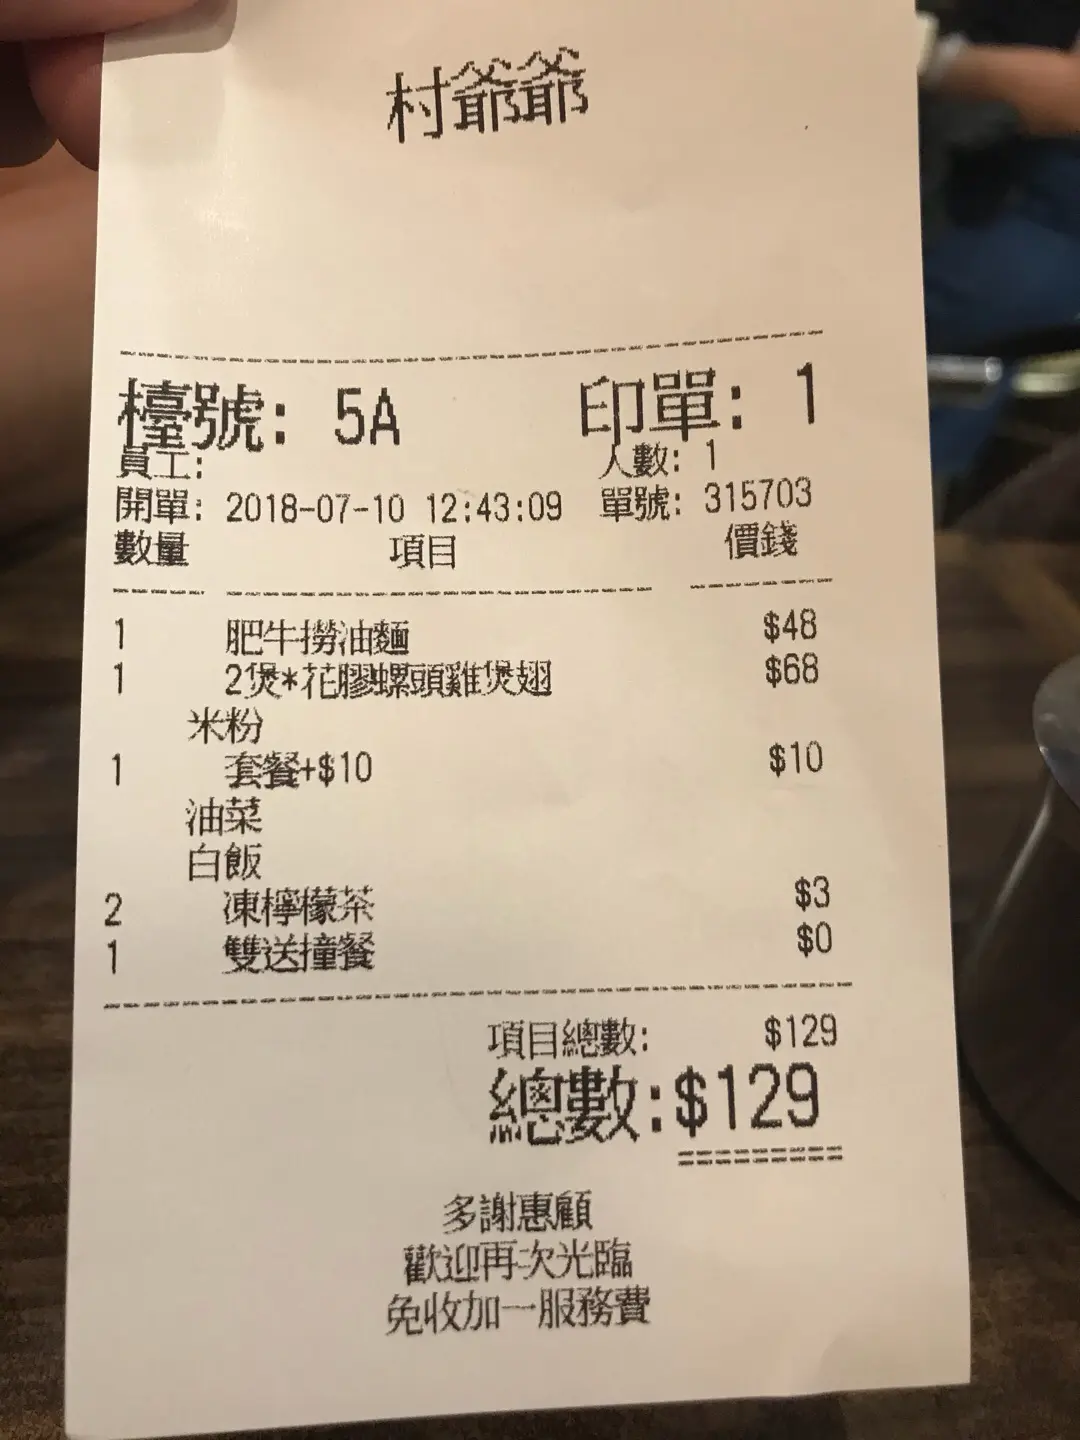 村爺爺
檯號: 5A 印單: 1
員工: 人數: 1
開單: 2018-07-10 12:43:09 單號: 315703
數量 項目 價錢
1 肥牛撈油麵 $48
1 2煲*花膠螺頭雞煲翅 $68
米粉
1 套餐+$10 $10
油菜
白飯
2 凍檸檬茶 $3
1 雙送撞餐 $0
項目總數: $129
總數:$129
多謝惠顧
歡迎再次光臨
免收加一服務費